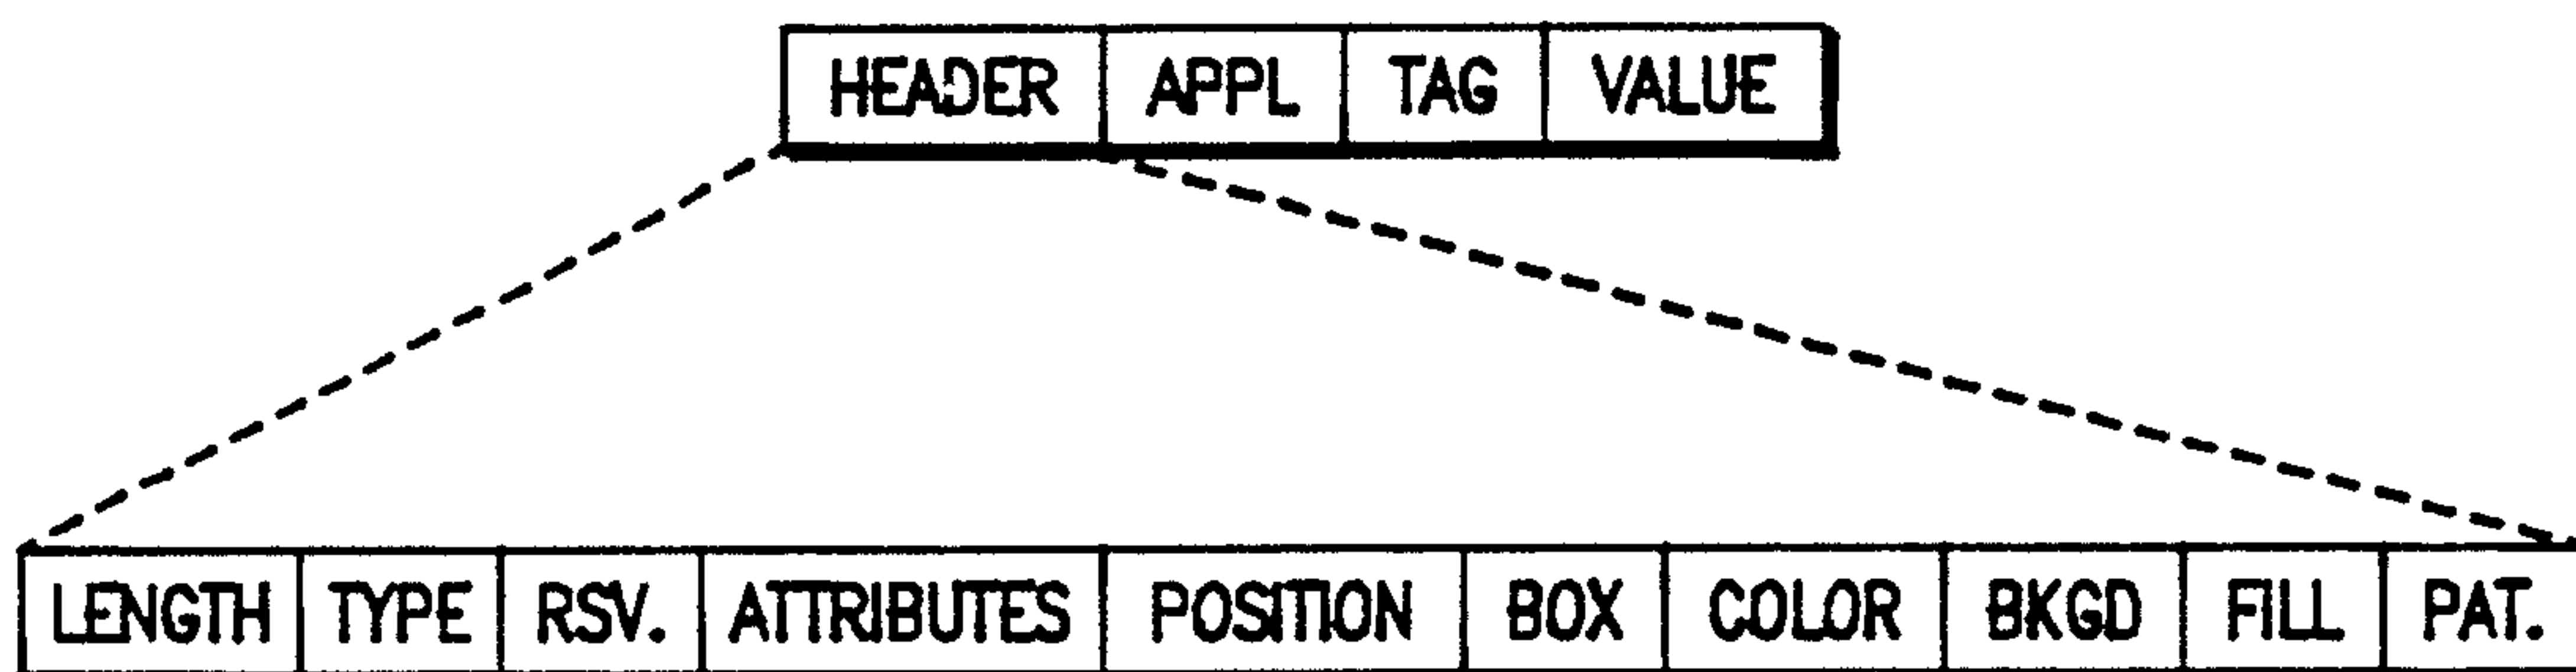 HEADER APPL TAG VALUE
LENGTH TYPE RSV. ATTRIBUTES POSITION BOX COLOR BKGD FILL PAT.